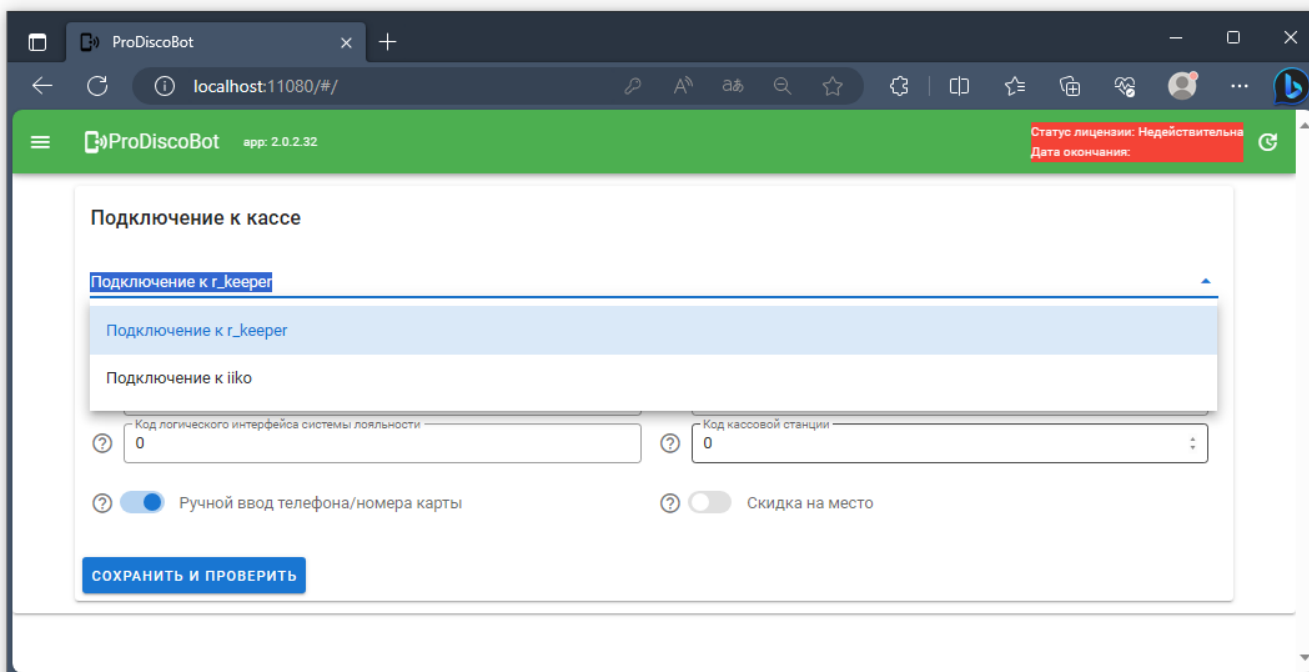 ProDiscoBot
localhost:11080/#/
ProDiscoBot app: 2.0.2.32
Статус лицензии: Недействительна
Дата окончания:
Подключение к кассе
Подключение к r_keeper
Подключение к r_keeper
Подключение к iiko
Код логического интерфейса системы лояльности
0
Код кассовой станции
0
Ручной ввод телефона/номера карты
Скидка на место
СОХРАНИТЬ И ПРОВЕРИТЬ